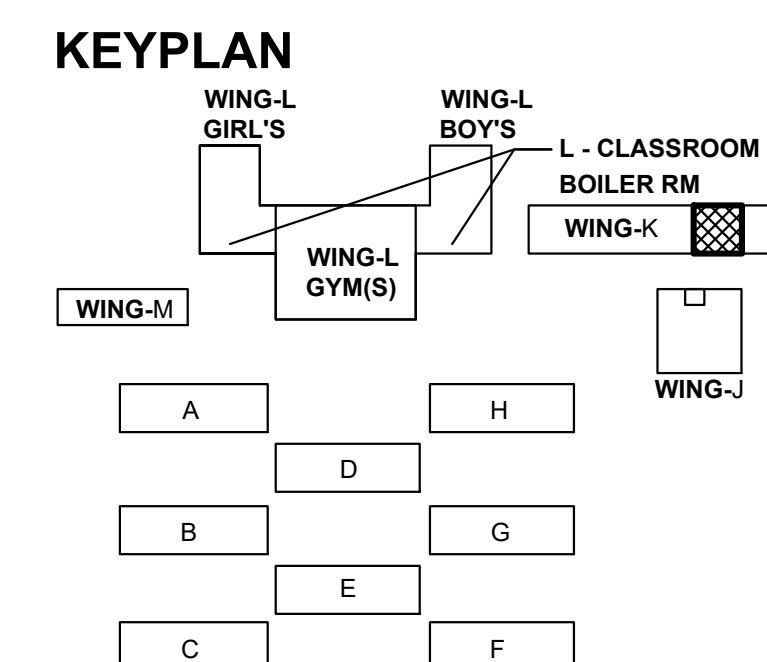 KEYPLAN
WING-L
GIRL'S
WING-L
BOY'S
L - CLASSROOM
BOILER RM
WING-K
WING-L
GYM(S)
WING-M
WING-J
A
H
D
B
G
E
C
F